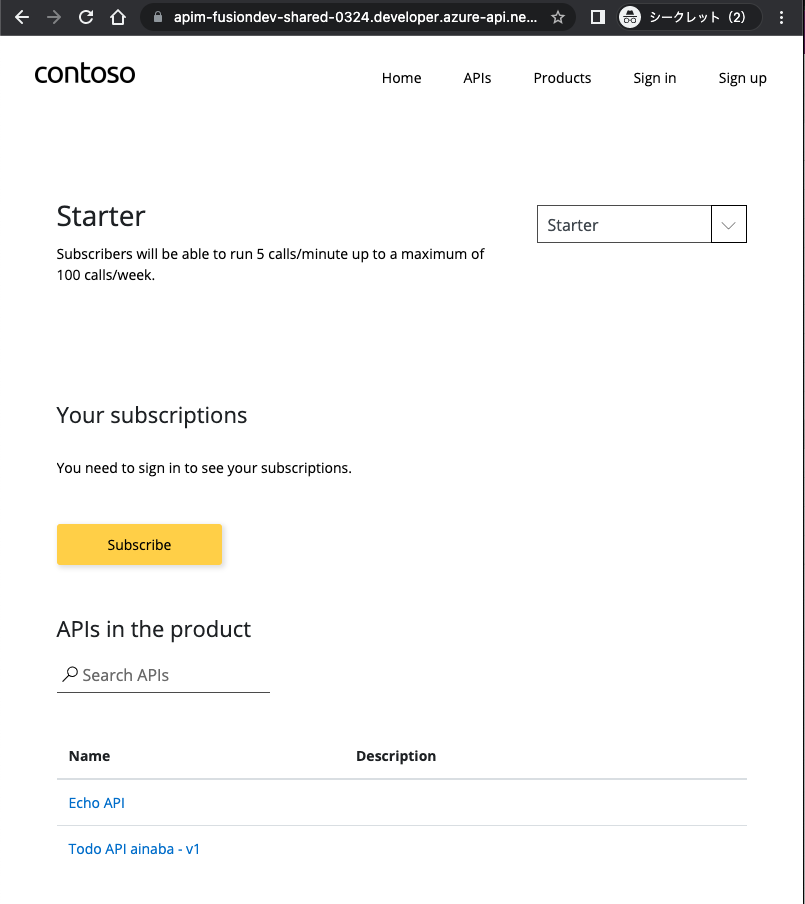 apim-fusiondev-shared-0324.developer.azure-api.ne...
シークレット (2)
contoso
Home APIs Products Sign in Sign up
Starter
Starter
Subscribers will be able to run 5 calls/minute up to a maximum of
100 calls/week.
Your subscriptions
You need to sign in to see your subscriptions.
Subscribe
APIs in the product
Search APIs
Name Description
Echo API
Todo API ainaba - v1